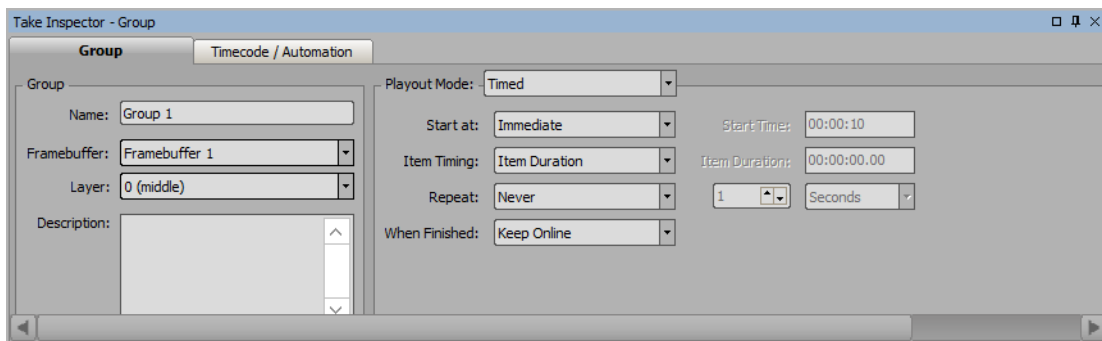 Take Inspector - Group
Group
Timecode / Automation
Group
Name: Group 1
Framebuffer: Framebuffer 1
Layer: 0 (middle)
Description:
Playout Mode: Timed
Start at: Immediate Start Time: 00:00:10
Item Timing: Item Duration Item Duration: 00:00:00.00
Repeat: Never 1 Seconds
When Finished: Keep Online